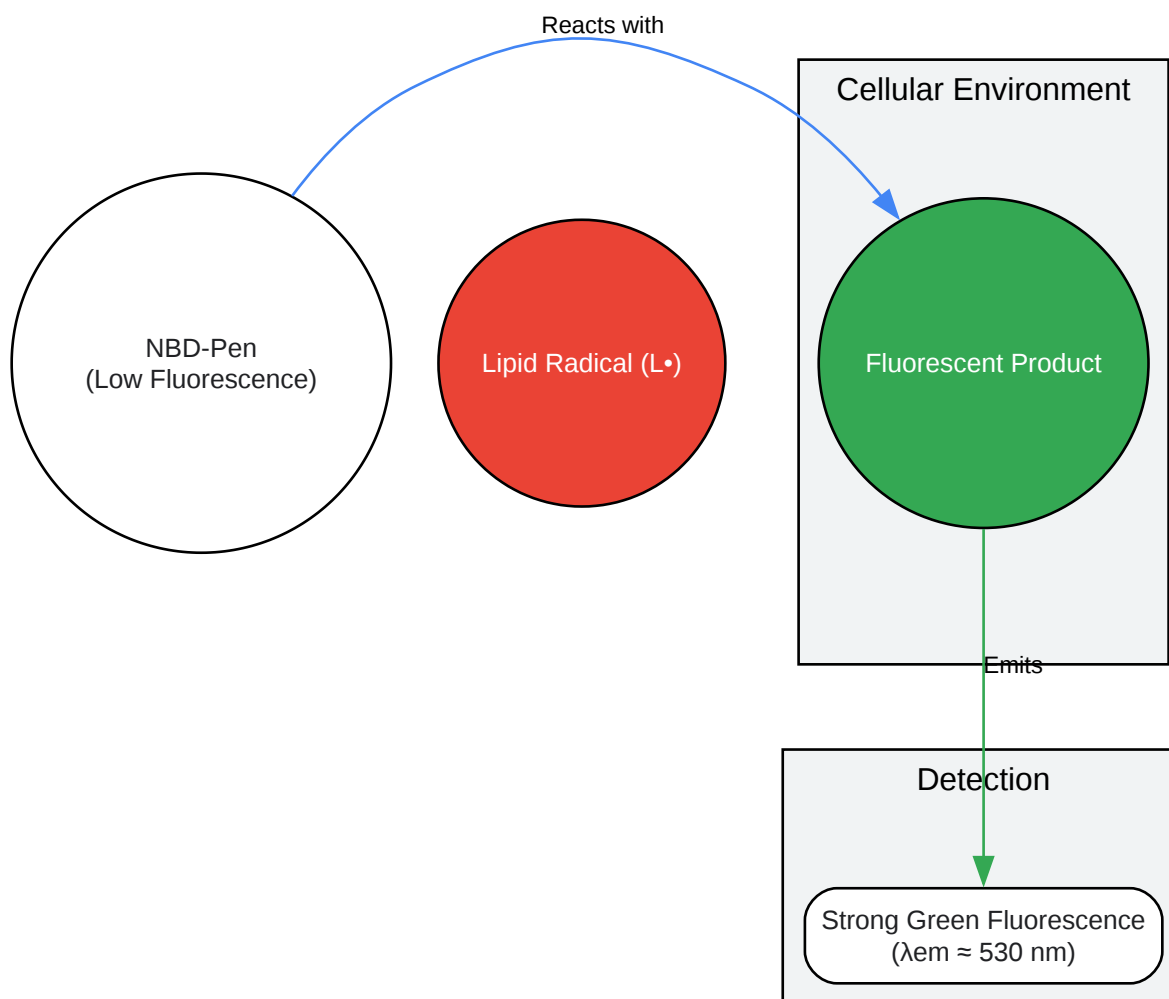 Reacts with
Cellular Environment
NBD-Pen
(Low Fluorescence)
Lipid Radical (L•)
Fluorescent Product
Emits
Detection
Strong Green Fluorescence
(λem ≈ 530 nm)